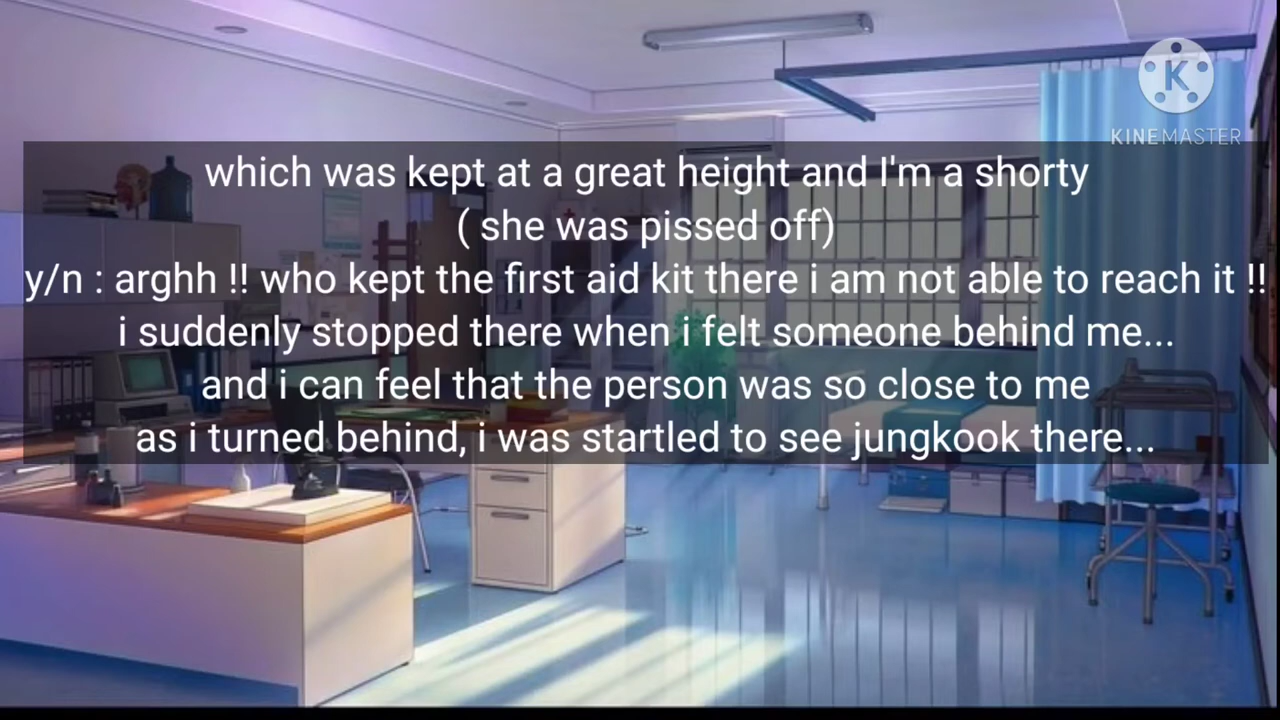 K
KINEMASTER
which was kept at a great height and I'm a shorty
( she was pissed off)
y/n : arghh !! who kept the first aid kit there i am not able to reach it !!
i suddenly stopped there when i felt someone behind me...
and i can feel that the person was so close to me
as i turned behind, i was startled to see jungkook there...